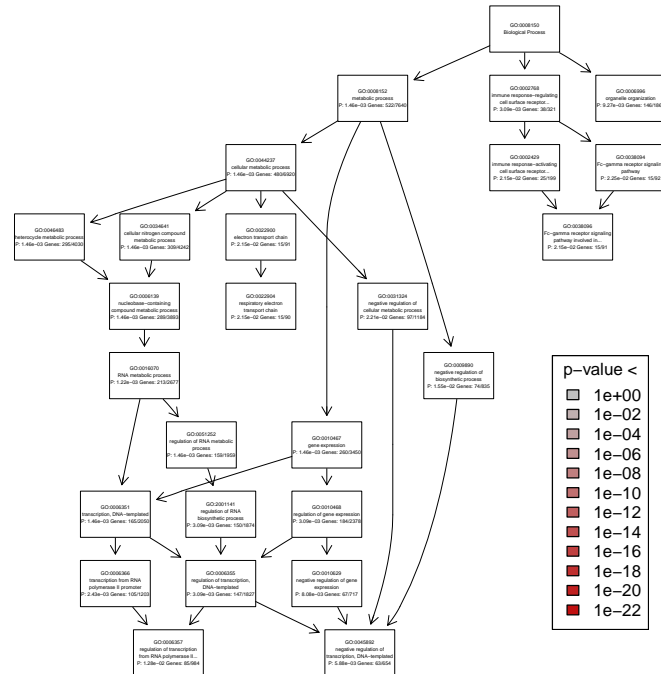 GO:0008150
Biological Process
GO:0008152
metabolic process
P: 1.46e−03 Genes: 522/7640
GO:0002768
immune response−regulating
cell surface receptor...
P: 3.09e−03 Genes: 38/321
GO:0006996
organelle organization
P: 9.27e−03 Genes: 146/186
GO:0044237
cellular metabolic process
P: 1.46e−03 Genes: 480/6920
GO:0002429
immune response−activating
cell surface receptor...
P: 2.15e−02 Genes: 25/199
GO:0038094
Fc−gamma receptor signaling
pathway
P: 2.25e−02 Genes: 15/92
GO:0046483
heterocycle metabolic process
P: 1.46e−03 Genes: 295/4030
GO:0034641
cellular nitrogen compound
metabolic process
P: 1.46e−03 Genes: 309/4242
GO:0022900
electron transport chain
P: 2.15e−02 Genes: 15/91
GO:0038096
Fc−gamma receptor signaling
pathway involved in...
P: 2.15e−02 Genes: 15/91
GO:0006139
nucleobase−containing
compound metabolic process
P: 1.46e−03 Genes: 289/3893
GO:0022904
respiratory electron
transport chain
P: 2.15e−02 Genes: 15/90
GO:0031324
negative regulation of
cellular metabolic process
P: 2.21e−02 Genes: 97/1184
GO:0016070
RNA metabolic process
P: 1.22e−03 Genes: 213/2677
GO:0009890
negative regulation of
biosynthetic process
P: 1.55e−02 Genes: 74/835
GO:0051252
regulation of RNA metabolic
process
P: 1.46e−03 Genes: 159/1959
GO:0010467
gene expression
P: 1.46e−03 Genes: 260/3450
GO:0006351
transcription, DNA−templated
P: 1.46e−03 Genes: 165/2050
GO:2001141
regulation of RNA
biosynthetic process
P: 3.09e−03 Genes: 150/1874
GO:0010468
regulation of gene expression
P: 3.09e−03 Genes: 184/2378
GO:0006366
transcription from RNA
polymerase II promoter
P: 2.43e−03 Genes: 105/1203
GO:0006355
regulation of transcription,
DNA−templated
P: 3.09e−03 Genes: 147/1827
GO:0010629
negative regulation of gene
expression
P: 8.06e−03 Genes: 67/717
GO:0006357
regulation of transcription
from RNA polymerase II...
P: 1.28e−02 Genes: 85/984
GO:0045892
negative regulation of
transcription, DNA−templated
P: 5.88e−03 Genes: 63/654
p−value <
1e+00
1e−02
1e−04
1e−06
1e−08
1e−10
1e−12
1e−14
1e−16
1e−18
1e−20
1e−22